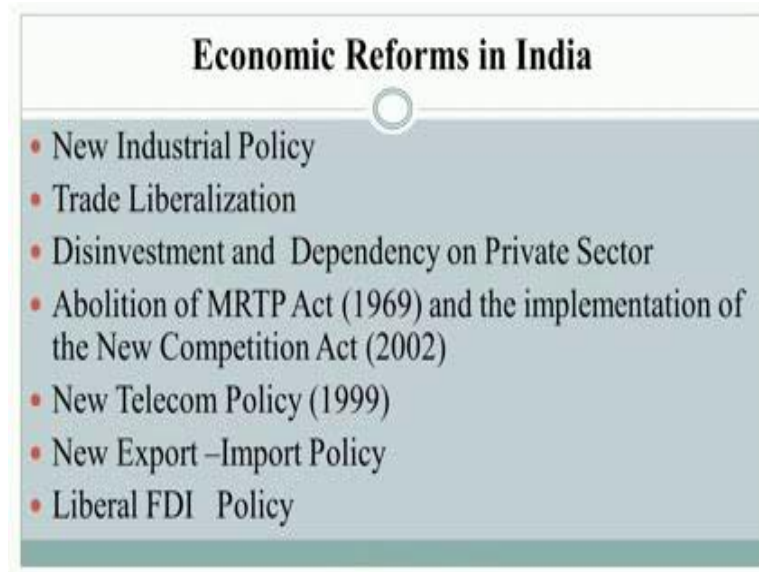 Economic Reforms in India
• New Industrial Policy
• Trade Liberalization
• Disinvestment and Dependency on Private Sector
• Abolition of MRTP Act (1969) and the implementation of
the New Competition Act (2002)
• New Telecom Policy (1999)
• New Export –Import Policy
• Liberal FDI Policy